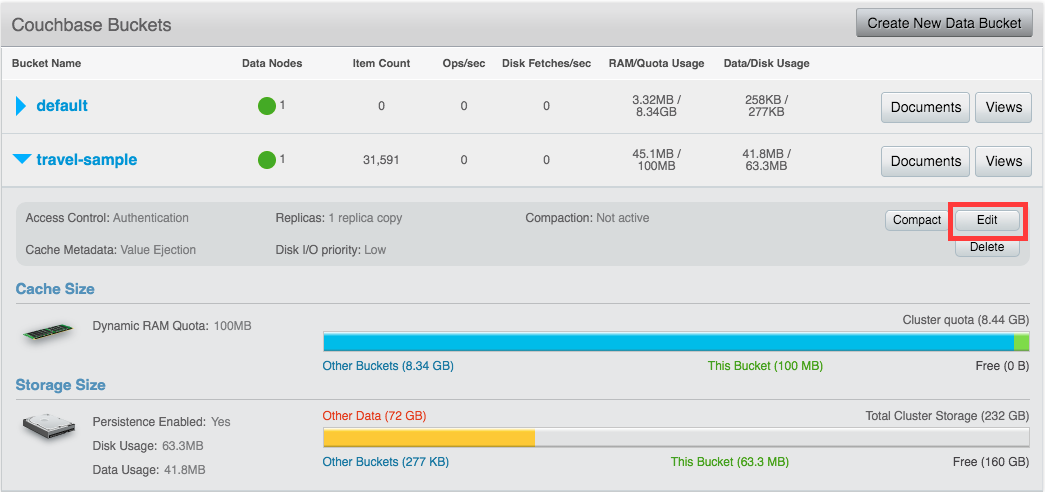 Couchbase Buckets Create New Data Bucket
Bucket Name Data Nodes Item Count Ops/sec Disk Fetches/sec RAM/Quota Usage Data/Disk Usage
default 1 0 0 0 3.32MB / 8.34GB 258KB / 277KB Documents Views
travel-sample 1 31,591 0 0 45.1MB / 100MB 41.8MB / 63.3MB Documents Views
Access Control: Authentication Replicas: 1 replica copy Compaction: Not active Compact Edit
Cache Metadata: Value Ejection Disk I/O priority: Low Delete
Cache Size
Cluster quota (8.44 GB)
Dynamic RAM Quota: 100MB
Other Buckets (8.34 GB) This Bucket (100 MB) Free (0 B)
Storage Size
Other Data (72 GB) Total Cluster Storage (232 GB)
Persistence Enabled: Yes
Disk Usage: 63.3MB
Other Buckets (277 KB) This Bucket (63.3 MB) Free (160 GB)
Data Usage: 41.8MB